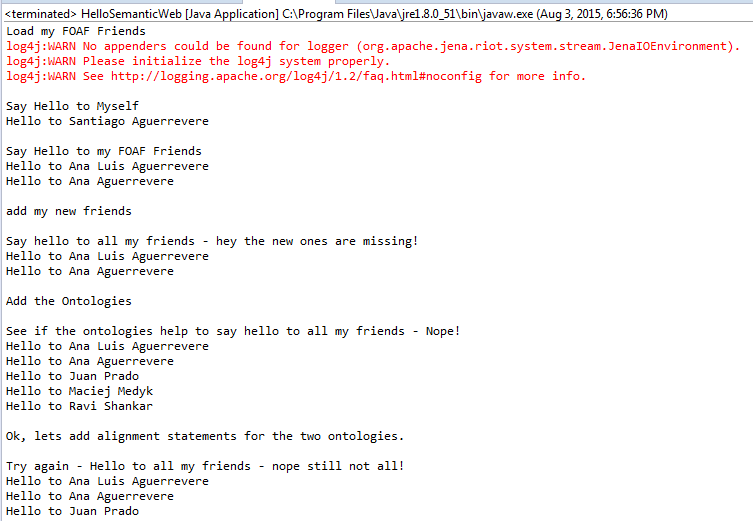 <terminated> HelloSemanticWeb [Java Application] C:\Program Files\Java\jre1.8.0_51\bin\javaw.exe (Aug 3, 2015, 6:56:36 PM)
Load my FOAF Friends
log4j:WARN No appenders could be found for logger (org.apache.jena.riot.system.stream.JenaIOEnvironment).
log4j:WARN Please initialize the log4j system properly.
log4j:WARN See http://logging.apache.org/log4j/1.2/faq.html#noconfig for more info.
Say Hello to Myself
Hello to Santiago Aguerrevere
Say Hello to my FOAF Friends
Hello to Ana Luis Aguerrevere
Hello to Ana Aguerrevere
add my new friends
Say hello to all my friends - hey the new ones are missing!
Hello to Ana Luis Aguerrevere
Hello to Ana Aguerrevere
Add the Ontologies
See if the ontologies help to say hello to all my friends - Nope!
Hello to Ana Luis Aguerrevere
Hello to Ana Aguerrevere
Hello to Juan Prado
Hello to Maciej Medyk
Hello to Ravi Shankar
Ok, lets add alignment statements for the two ontologies.
Try again - Hello to all my friends - nope still not all!
Hello to Ana Luis Aguerrevere
Hello to Ana Aguerrevere
Hello to Juan Prado